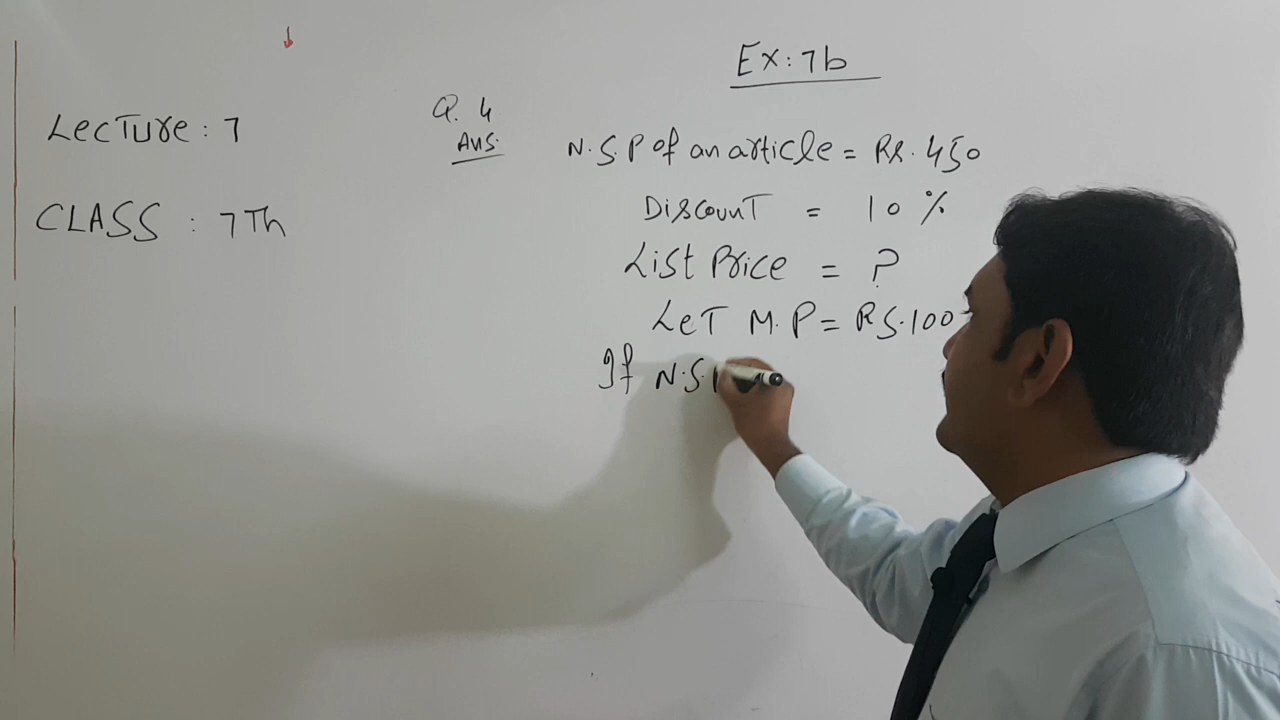 Ex: 7b
Lecture: 7
Q. 4
Ans.
N.S.P of an article = Rs. 450
CLASS : 7Th
Discount = 10 %
List Price = ?
Let M.P = RS.100
If N.S.